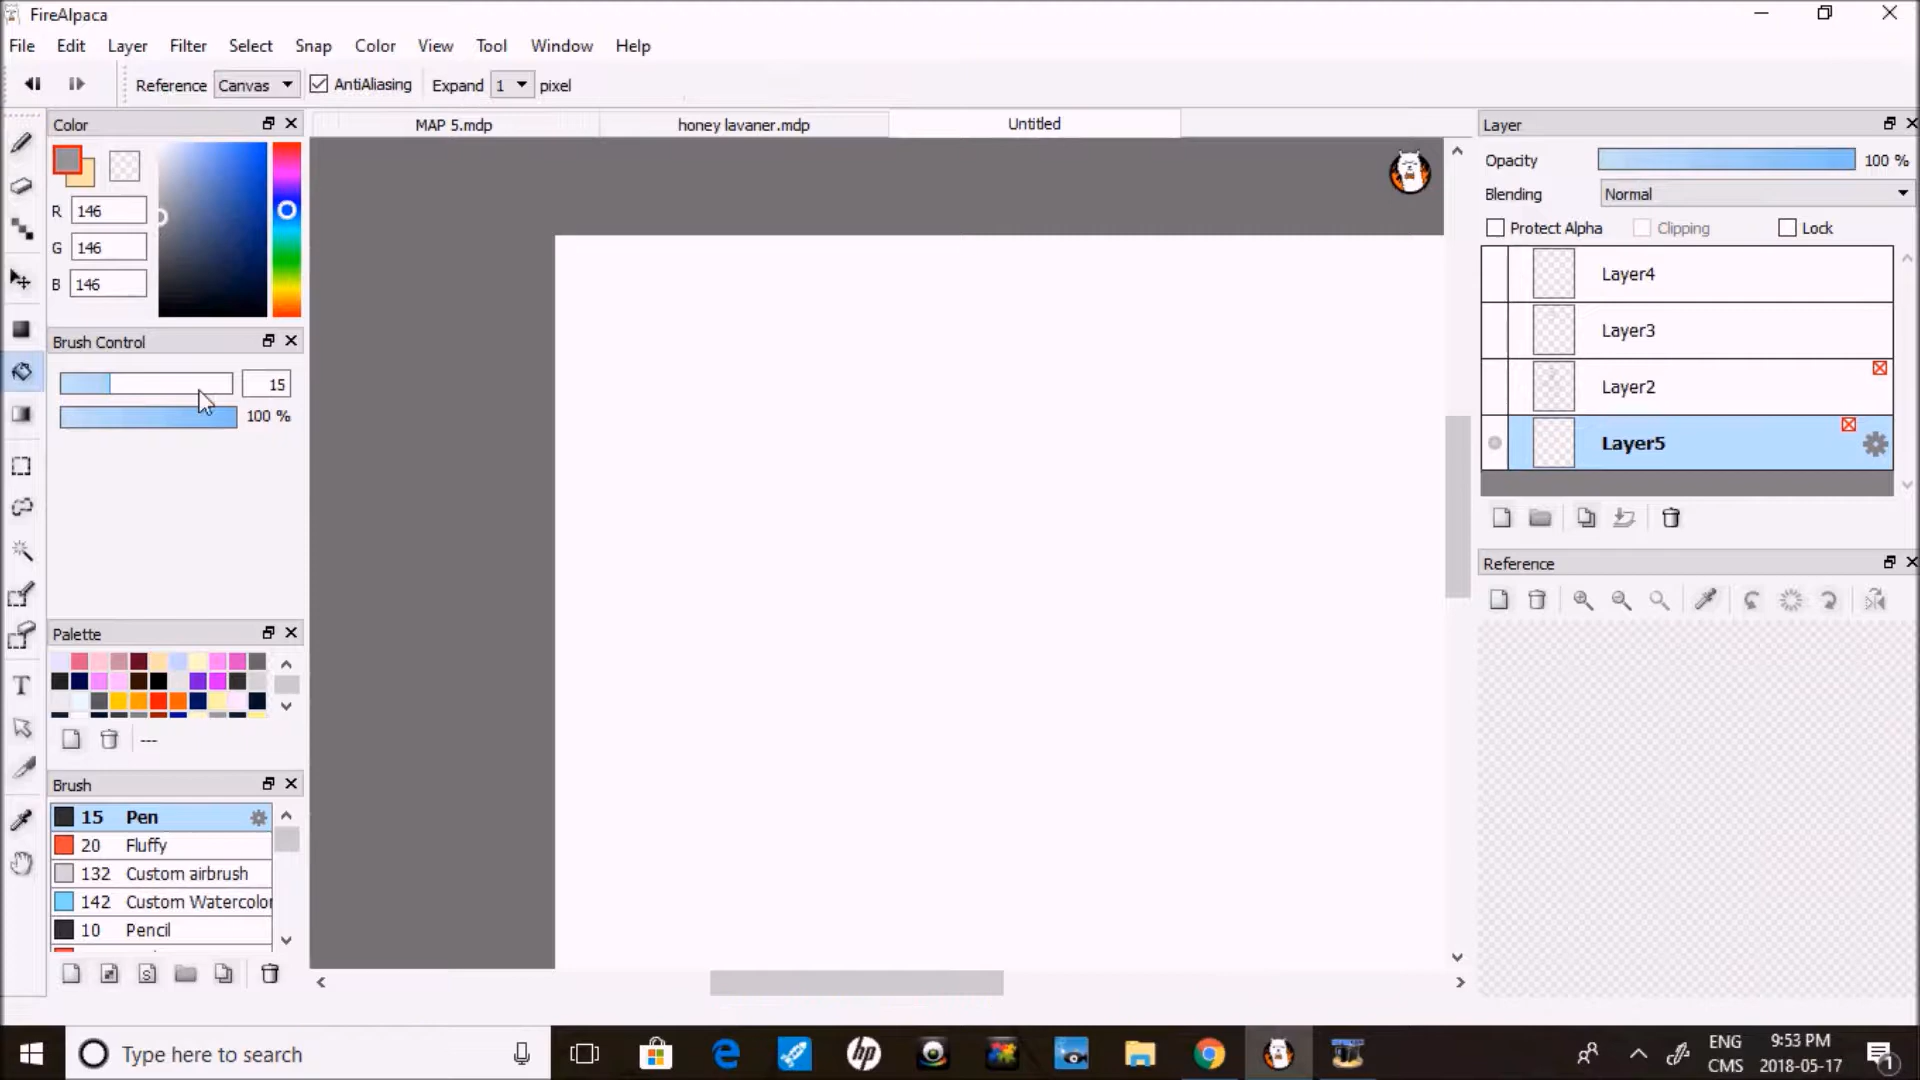 FireAlpaca
File Edit Layer Filter Select Snap Color View Tool Window Help
Reference Canvas AntiAliasing Expand 1 pixel
Color
MAP 5.mdp honey lavaner.mdp Untitled
Layer
R 146
G 146
B 146
Opacity 100 %
Blending Normal
Protect Alpha Clipping Lock
Layer4
Layer3
Layer2
Layer5
Brush Control
15
100 %
Reference
Palette
---
Brush
15 Pen
20 Fluffy
132 Custom airbrush
142 Custom Watercolor
10 Pencil
T
S
Type here to search
hp
ENG
CMS
9:53 PM
2018-05-17
1